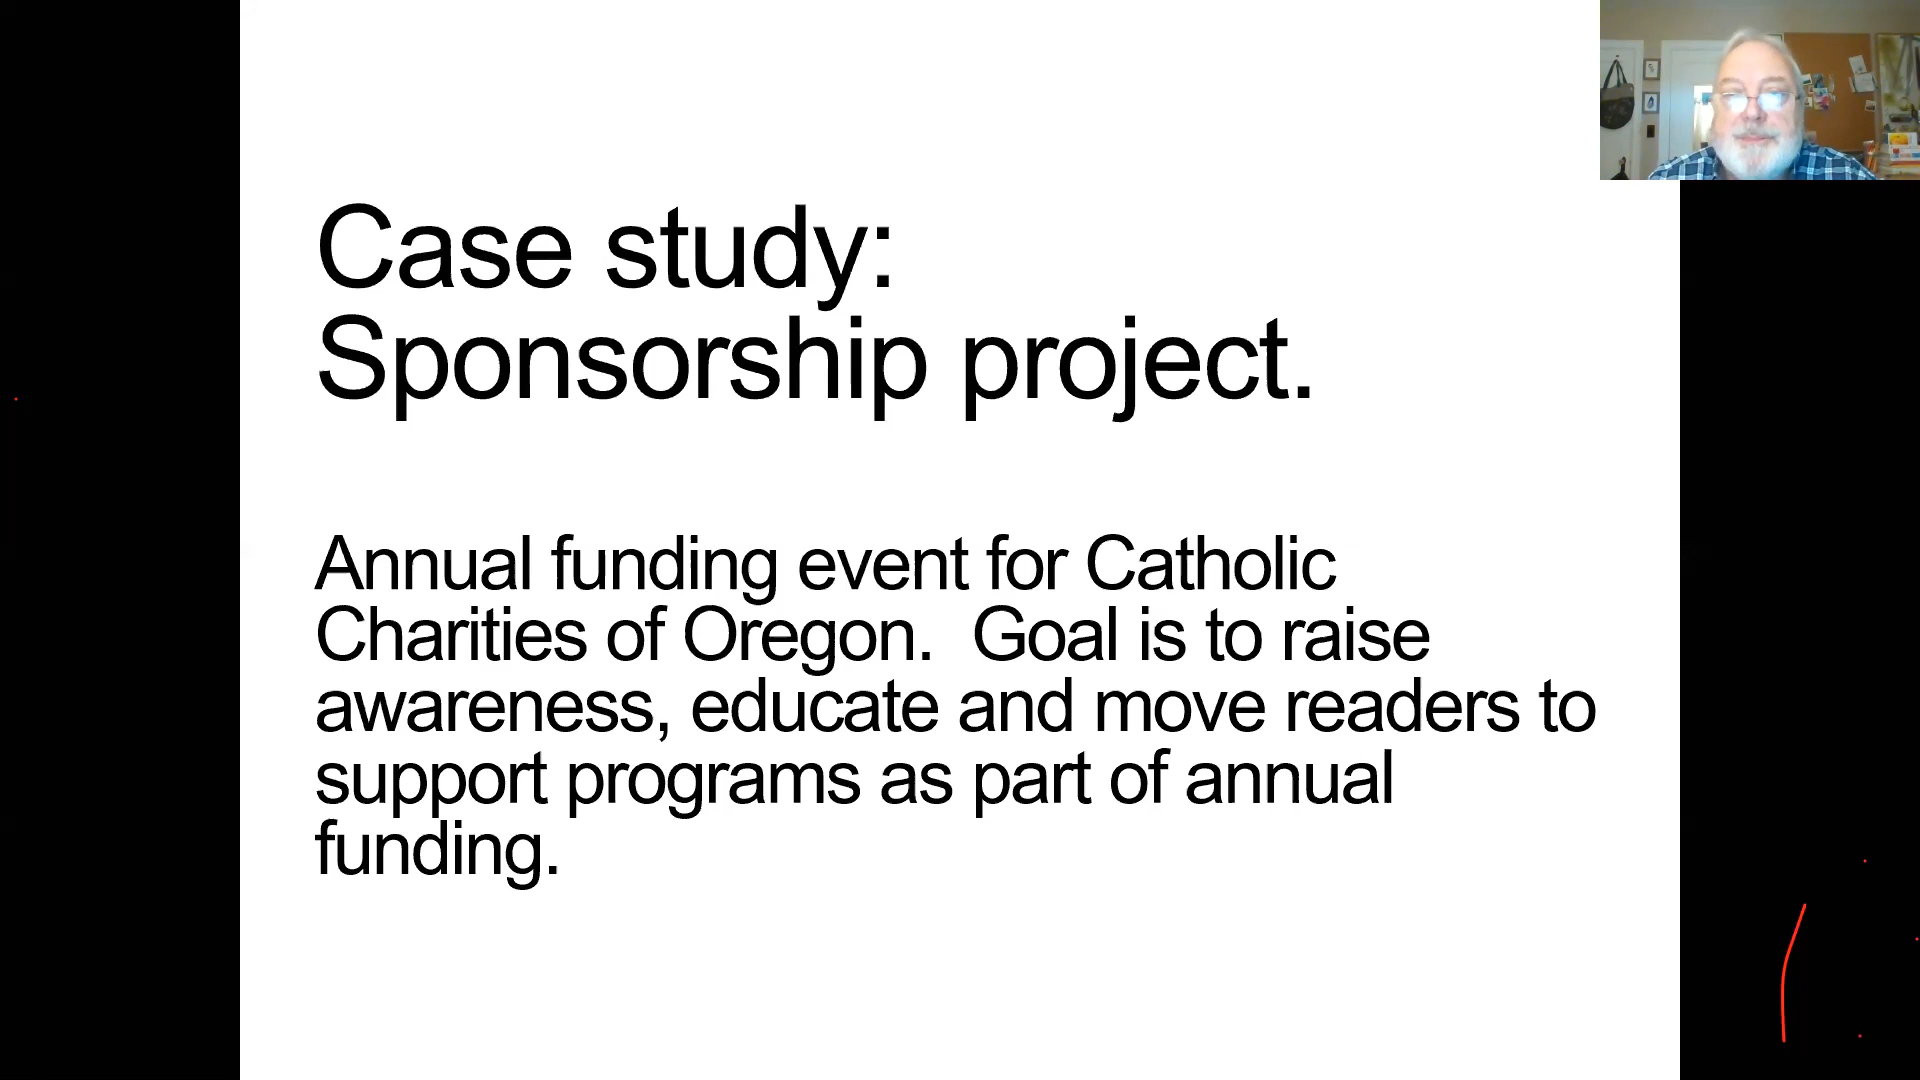 Case study:
Sponsorship project.
Annual funding event for Catholic
Charities of Oregon.  Goal is to raise
awareness, educate and move readers to
support programs as part of annual
funding.